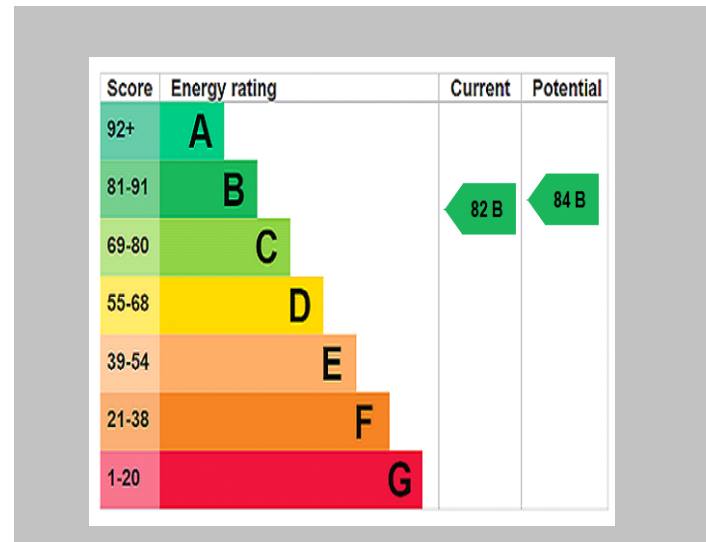 Score Energy rating Current Potential
92+ A
81-91 B 82 B 84 B
69-80 C
55-68 D
39-54 E
21-38 F
1-20 G